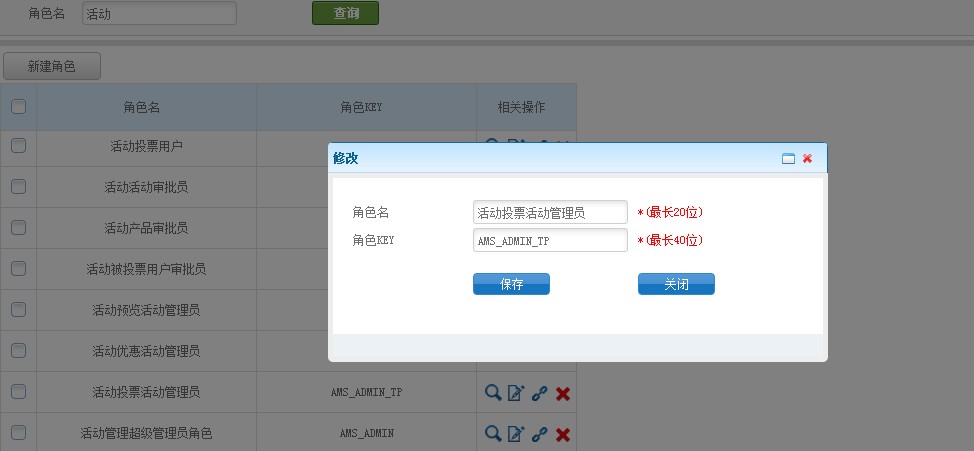 角色名 活动 查询
新建角色
角色名 角色KEY 相关操作
活动投票用户
活动活动审批员
活动产品审批员
活动被投票用户审批员
活动预览活动管理员
活动优惠活动管理员
活动投票活动管理员 AMS_ADMIN_TP
活动管理超级管理员角色 AMS_ADMIN
修改
角色名 活动投票活动管理员 *(最长20位)
角色KEY AMS_ADMIN_TP *(最长40位)
保存 关闭